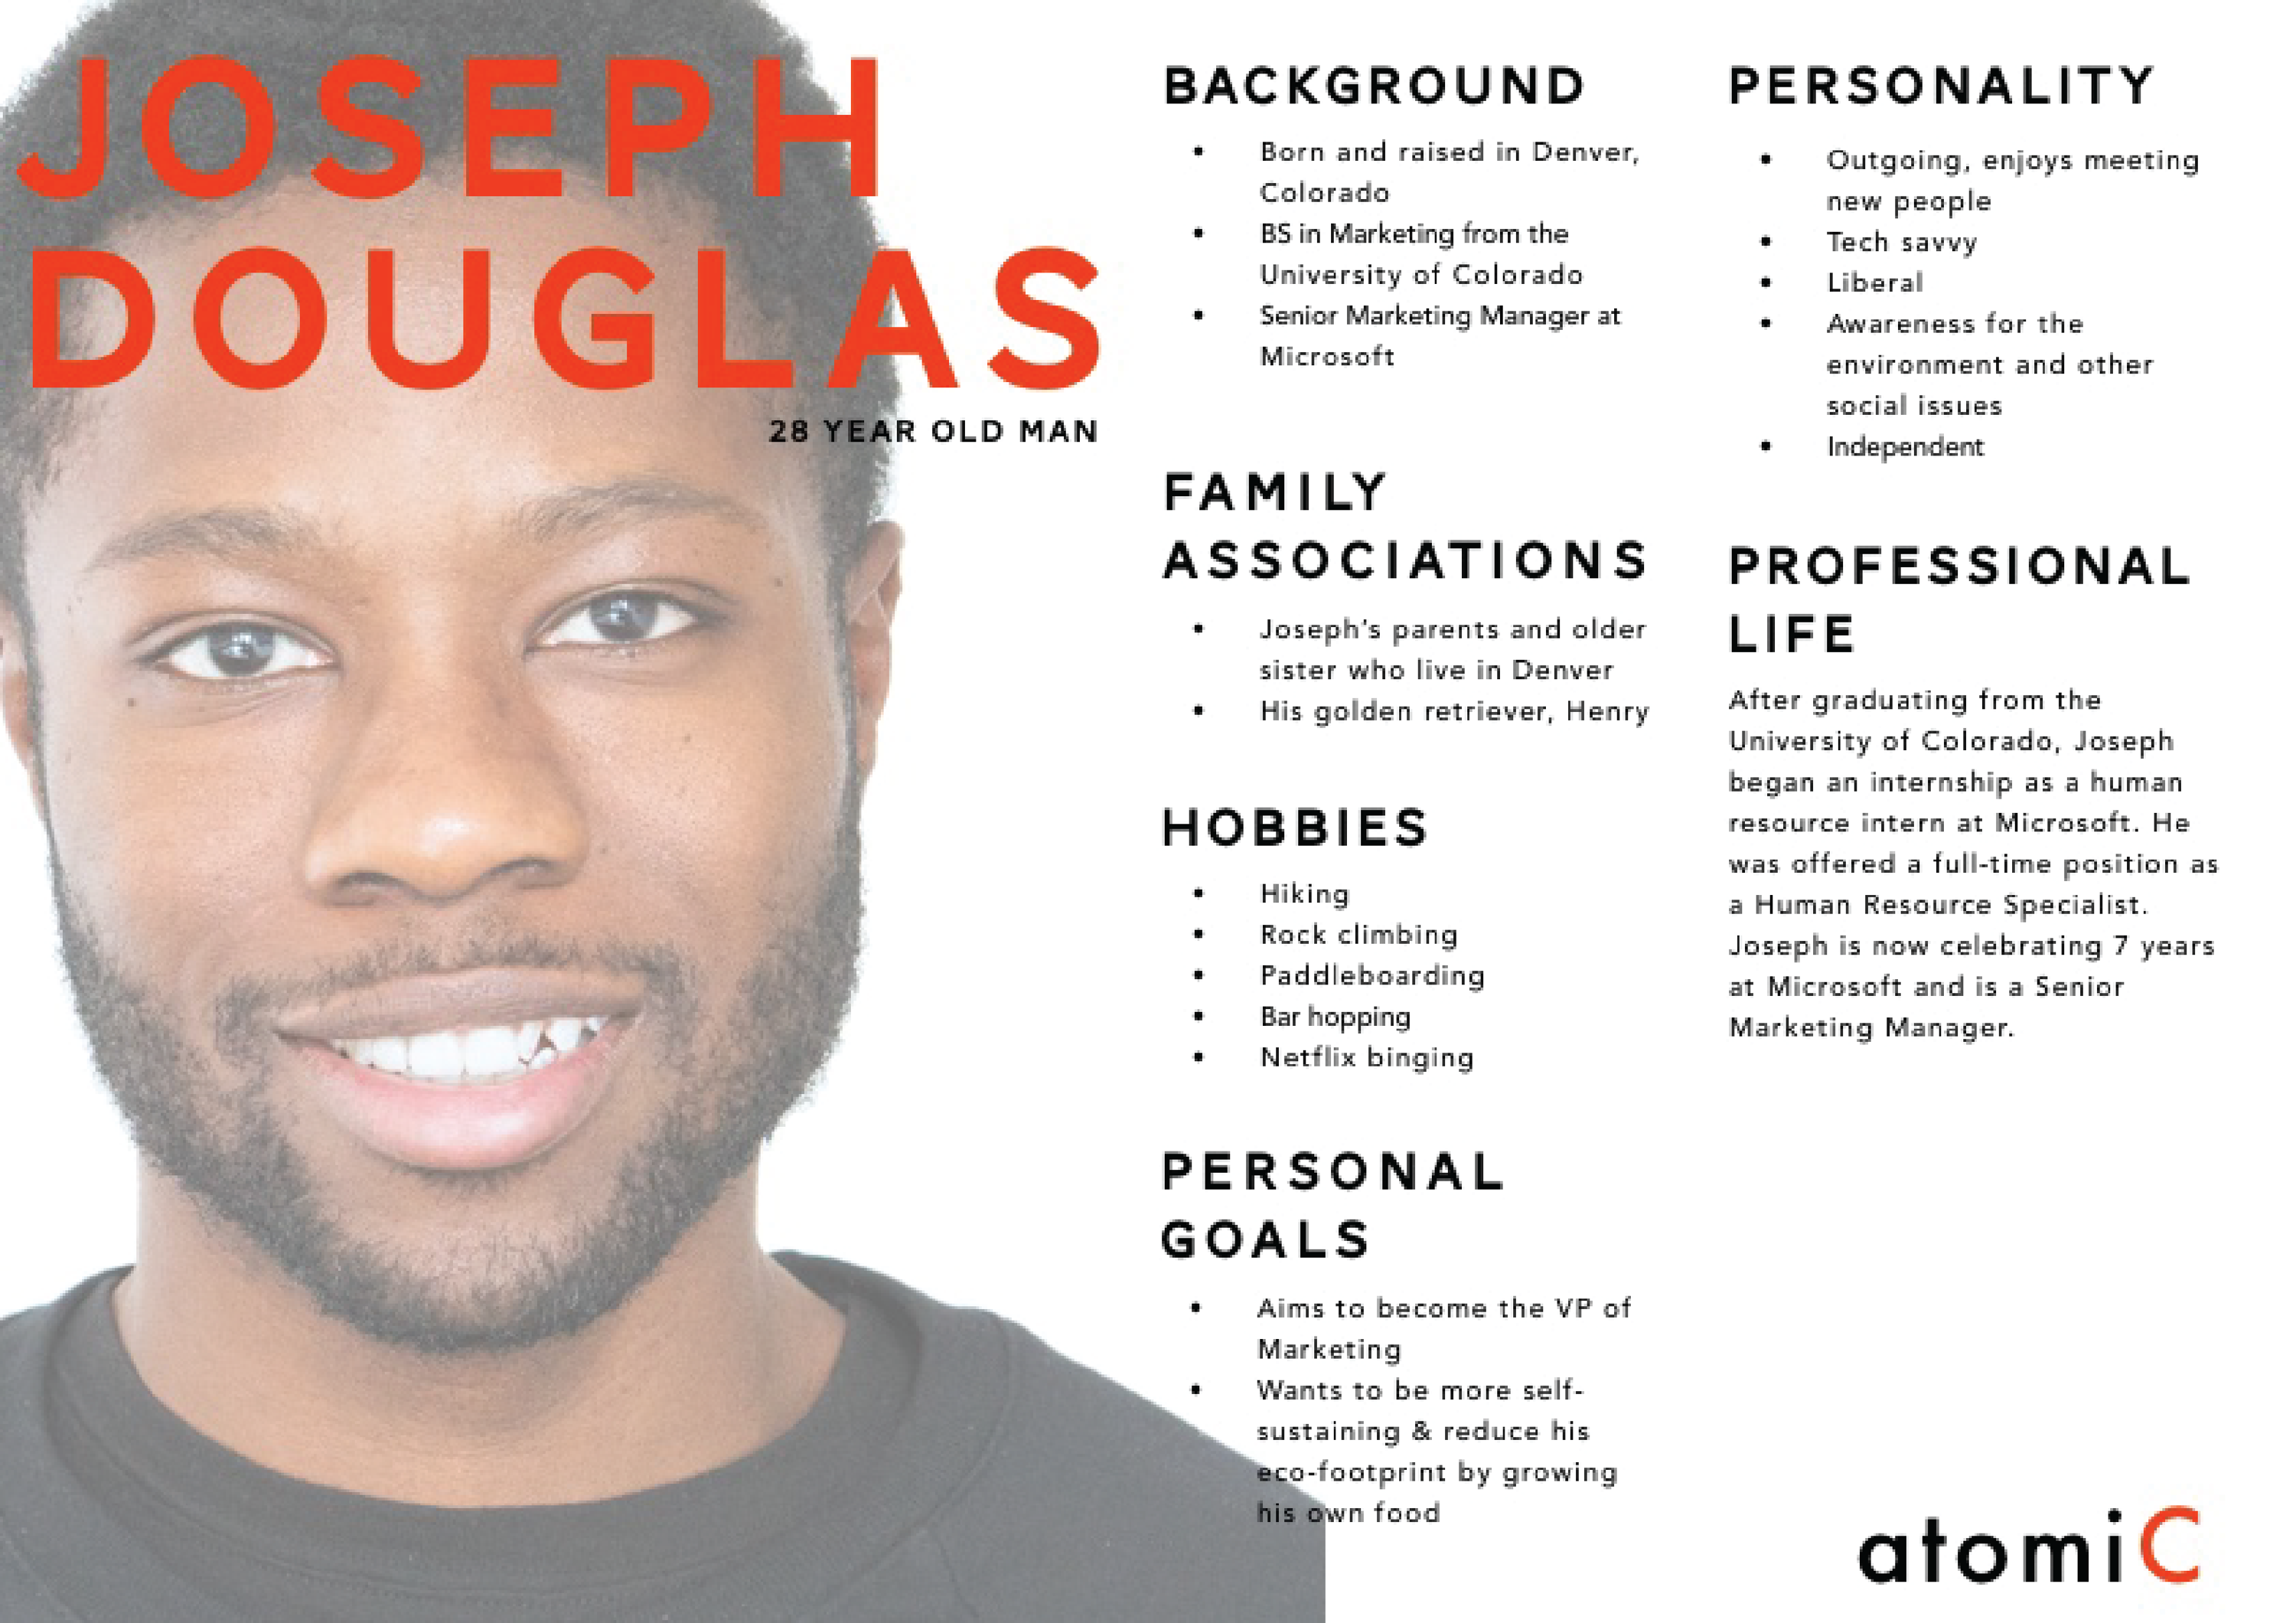 JOSEPH
DOUGLAS
28 YEAR OLD MAN
BACKGROUND
• Born and raised in Denver,
Colorado
• BS in Marketing from the
University of Colorado
• Senior Marketing Manager at
Microsoft
FAMILY
ASSOCIATIONS
• Joseph's parents and older
sister who live in Denver
• His golden retriever, Henry
HOBBIES
• Hiking
• Rock climbing
• Paddleboarding
• Bar hopping
• Netflix binging
PERSONAL
GOALS
• Aims to become the VP of
Marketing
• Wants to be more self-
sustaining & reduce his
eco-footprint by growing
his own food
PERSONALITY
• Outgoing, enjoys meeting
new people
• Tech savvy
• Liberal
• Awareness for the
environment and other
social issues
• Independent
PROFESSIONAL
LIFE
After graduating from the
University of Colorado, Joseph
began an internship as a human
resource intern at Microsoft. He
was offered a full-time position as
a Human Resource Specialist.
Joseph is now celebrating 7 years
at Microsoft and is a Senior
Marketing Manager.
atomiC